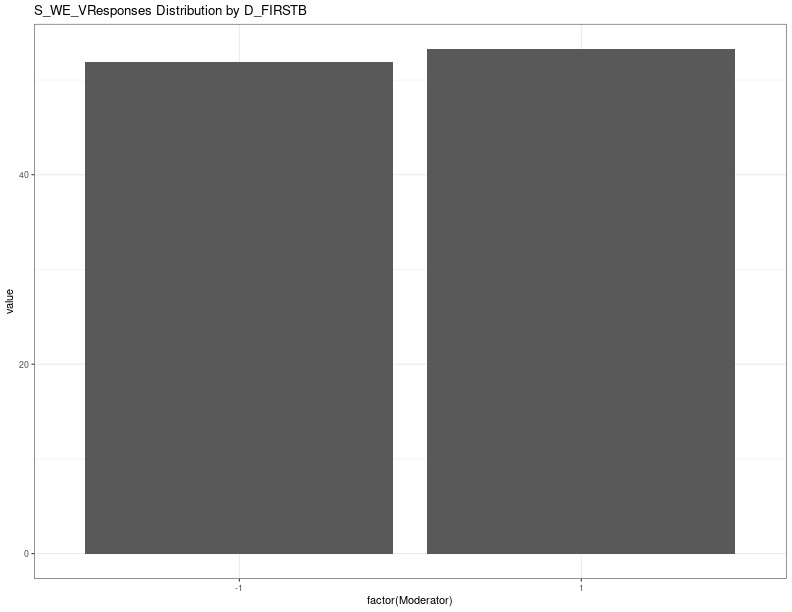 S_WE_VResponses Distribution by D_FIRSTB
value
40
20
0
-1
1
factor(Moderator)